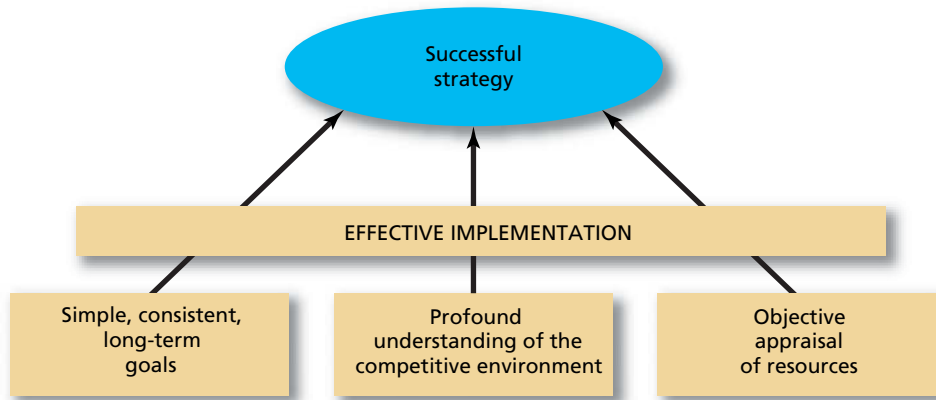 Successful
strategy
EFFECTIVE IMPLEMENTATION
Simple, consistent,
long-term
goals
Profound
understanding of the
competitive environment
Objective
appraisal
of resources